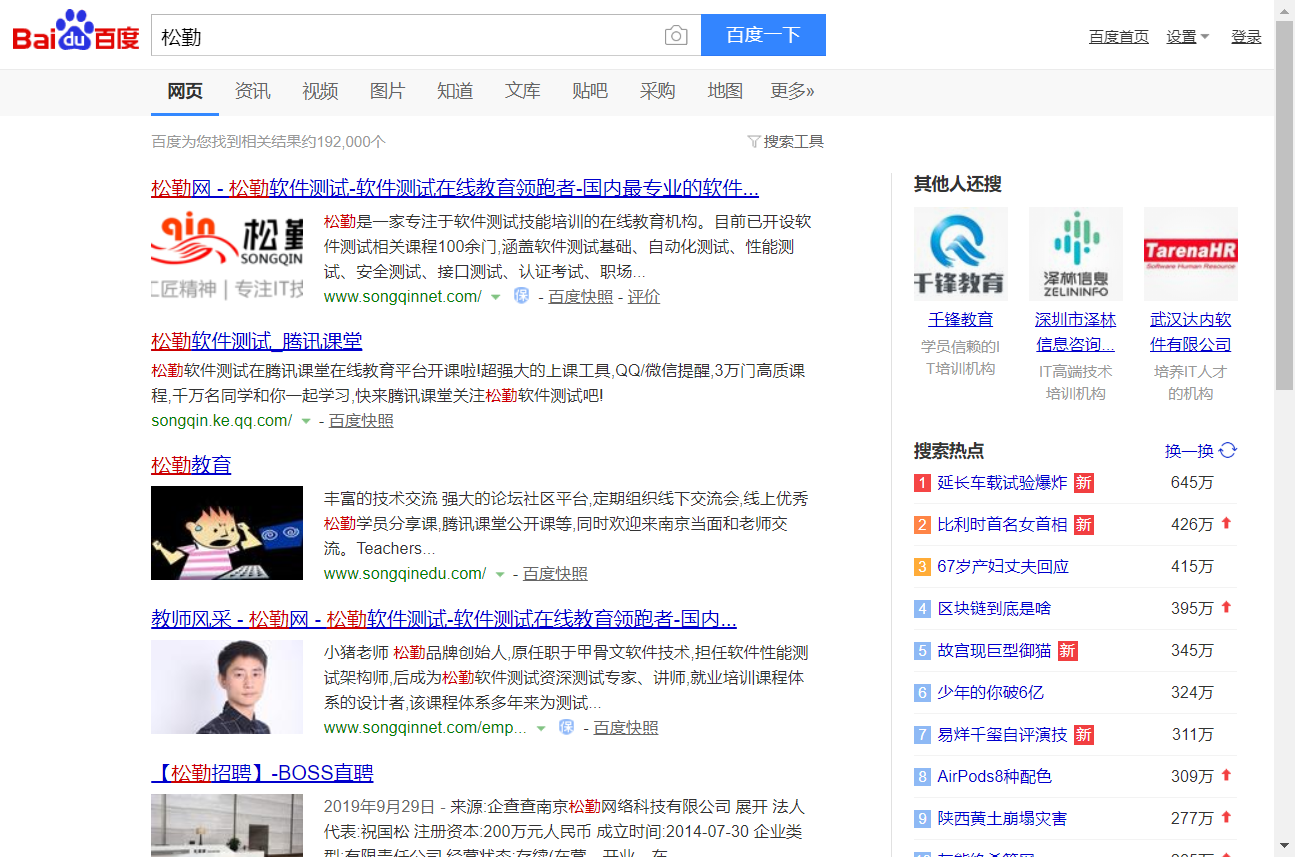 Bai du 百度
松勤
百度一下
百度首页 设置 登录
网页 资讯 视频 图片 知道 文库 贴吧 采购 地图 更多»
百度为您找到相关结果约192,000个
搜索工具
松勤网 - 松勤软件测试-软件测试在线教育领跑者-国内最专业的软件...
qin 松勤
SONGQIN
工匠精神 | 专注IT技
松勤是一家专注于软件测试技能培训的在线教育机构。目前已开设软
件测试相关课程100余门,涵盖软件测试基础、自动化测试、性能测
试、安全测试、接口测试、认证考试、职场...
www.songqinnet.com/ 保 - 百度快照 - 评价
松勤软件测试_腾讯课堂
松勤软件测试在腾讯课堂在线教育平台开课啦!超强大的上课工具,QQ/微信提醒,3万门高质课
程,千万名同学和你一起学习,快来腾讯课堂关注松勤软件测试吧!
songqin.ke.qq.com/ - 百度快照
松勤教育
丰富的技术交流 强大的论坛社区平台,定期组织线下交流会,线上优秀
松勤学员分享课,腾讯课堂公开课等,同时欢迎来南京当面和老师交
流。Teachers...
www.songqinedu.com/ - 百度快照
教师风采 - 松勤网 - 松勤软件测试-软件测试在线教育领跑者-国内...
小猪老师 松勤品牌创始人,原任职于甲骨文软件技术,担任软件性能测
试架构师,后成为松勤软件测试资深测试专家、讲师,就业培训课程体
系的设计者,该课程体系多年来为测试...
www.songqinnet.com/emp... 保 - 百度快照
【松勤招聘】-BOSS直聘
2019年9月29日 - 来源:企查查南京松勤网络科技有限公司 展开 法人
代表:祝国松 注册资本:200万元人民币 成立时间:2014-07-30 企业类
型:有限责任公司 经营状态:存续(在营、开业、在
其他人还搜
千锋教育
泽林信息
ZELININFO
TarenaHR
Software Human Resource
千锋教育
学员信赖的I
T培训机构
深圳市泽林
信息咨询...
IT高端技术
培训机构
武汉达内软
件有限公司
培养IT人才
的机构
搜索热点 换一换
1 延长车载试验爆炸 新 645万
2 比利时首名女首相 新 426万
3 67岁产妇丈夫回应 415万
4 区块链到底是啥 395万
5 故宫现巨型御猫 新 345万
6 少年的你破6亿 324万
7 易烊千玺自评演技 新 311万
8 AirPods8种配色 309万
9 陕西黄土崩塌灾害 277万